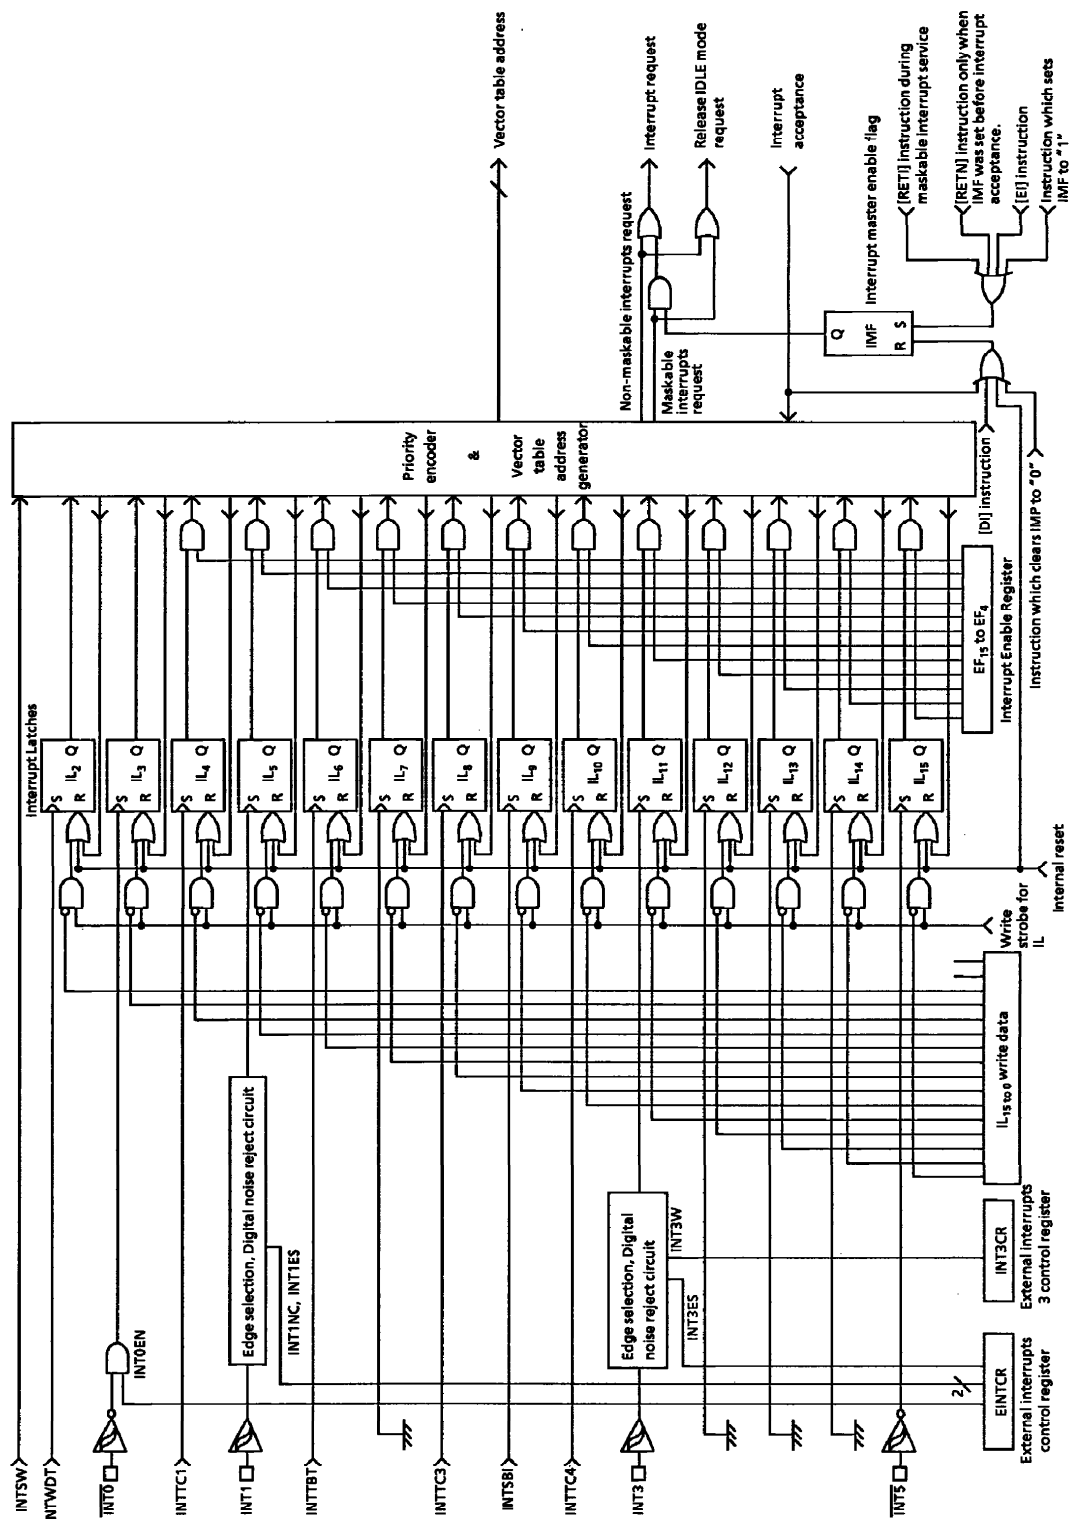 INTSW
NTWDT
INT0
INTTC1
INT1
INTTBT
INTTC3
INTSBI
INTTC4
INT3
INT5
INT0EN
Edge selection, Digital noise reject circuit
INT1NC, INT1ES
Edge selection, Digital
noise reject circuit
INT3W
INT3ES
2
EINTCR
External interrupts
control register
INT3CR
External interrupts
3 control register
IL15 to 0 Write data
Write
strobe for
IL
Internal reset
Interrupt Latches
S
R
IL2 Q
S
R
IL3 Q
S
R
IL4 Q
S
R
IL5 Q
S
R
IL6 Q
S
R
IL7 Q
S
R
IL8 Q
S
R
IL9 Q
S
R
IL10 Q
S
R
IL11 Q
S
R
IL12 Q
S
R
IL13 Q
S
R
IL14 Q
S
R
IL15 Q
EF15 to EF4
Interrupt Enable Register
Instruction which clears IMP to "0"
[DI] instruction
Priority
encoder
&
Vector
table
address
generator
Vector table address
Non-maskable interrupts request
Maskable
interrupts
request
Interrupt request
Release IDLE mode
request
Interrupt
acceptance
Interrupt master enable flag
Q
IMF
R S
[RETI] instruction during
maskable interrupt service
[RETN] instruction only when
IMF was set before interrupt
acceptance.
[EI] instruction
Instruction which sets
IMF to "1"